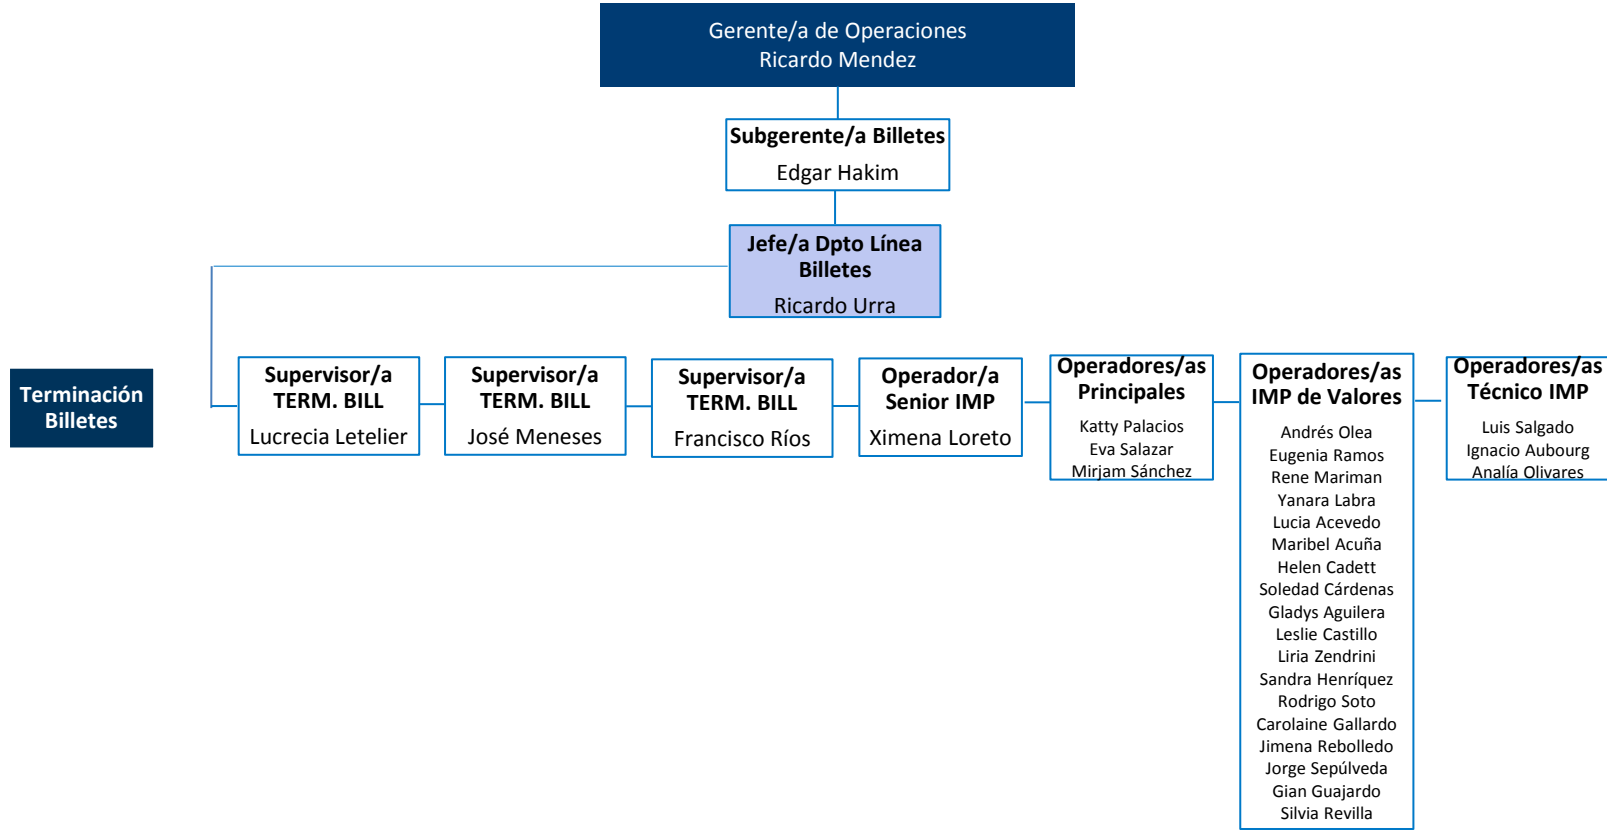 Gerente/a de Operaciones
Ricardo Mendez
Subgerente/a Billetes
Edgar Hakim
Jefe/a Dpto Línea
Billetes
Ricardo Urra
Terminación
Billetes
Supervisor/a
TERM. BILL
Lucrecia Letelier
Supervisor/a
TERM. BILL
José Meneses
Supervisor/a
TERM. BILL
Francisco Ríos
Operador/a
Senior IMP
Ximena Loreto
Operadores/as
Principales
Katty Palacios
Eva Salazar
Mirjam Sánchez
Operadores/as
IMP de Valores
Andrés Olea
Eugenia Ramos
Rene Mariman
Yanara Labra
Lucia Acevedo
Maribel Acuña
Helen Cadett
Soledad Cárdenas
Gladys Aguilera
Leslie Castillo
Liria Zendrini
Sandra Henríquez
Rodrigo Soto
Carolaine Gallardo
Jimena Rebolledo
Jorge Sepúlveda
Gian Guajardo
Silvia Revilla
Operadores/as
Técnico IMP
Luis Salgado
Ignacio Aubourg
Analía Olivares